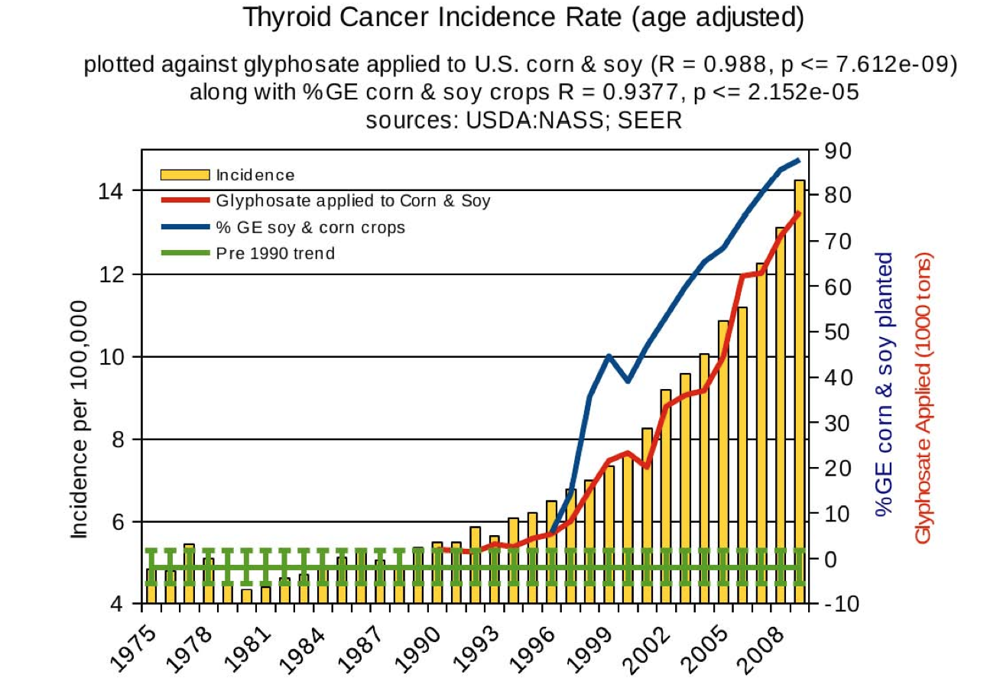 Thyroid Cancer Incidence Rate (age adjusted)
plotted against glyphosate applied to U.S. corn & soy (R = 0.988, p <= 7.612e-09)
along with %GE corn & soy crops R = 0.9377, p <= 2.152e-05
sources: USDA:NASS; SEER
Incidence
Glyphosate applied to Corn & Soy
% GE soy & corn crops
Pre 1990 trend
Incidence per 100,000
14
12
10
8
6
4
90
80
70
60
50
40
30
20
10
0
-10
%GE corn & soy planted
Glyphosate Applied (1000 tons)
1975
1978
1981
1984
1987
1990
1993
1996
1999
2002
2005
2008